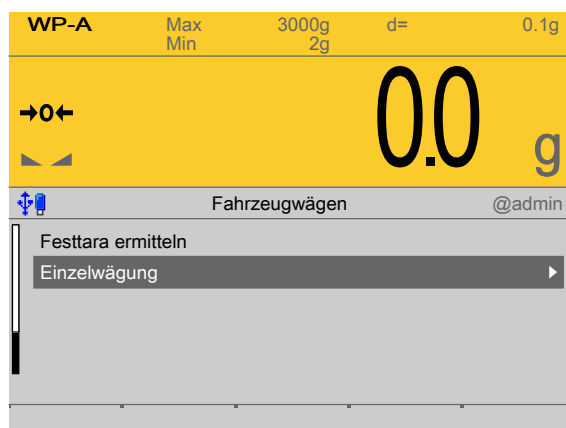 WP-A Max 3000g d= 0.1g
Min 2g
→0←
0.0 g
Fahrzeugwägen @admin
Festtara ermitteln
Einzelwägung